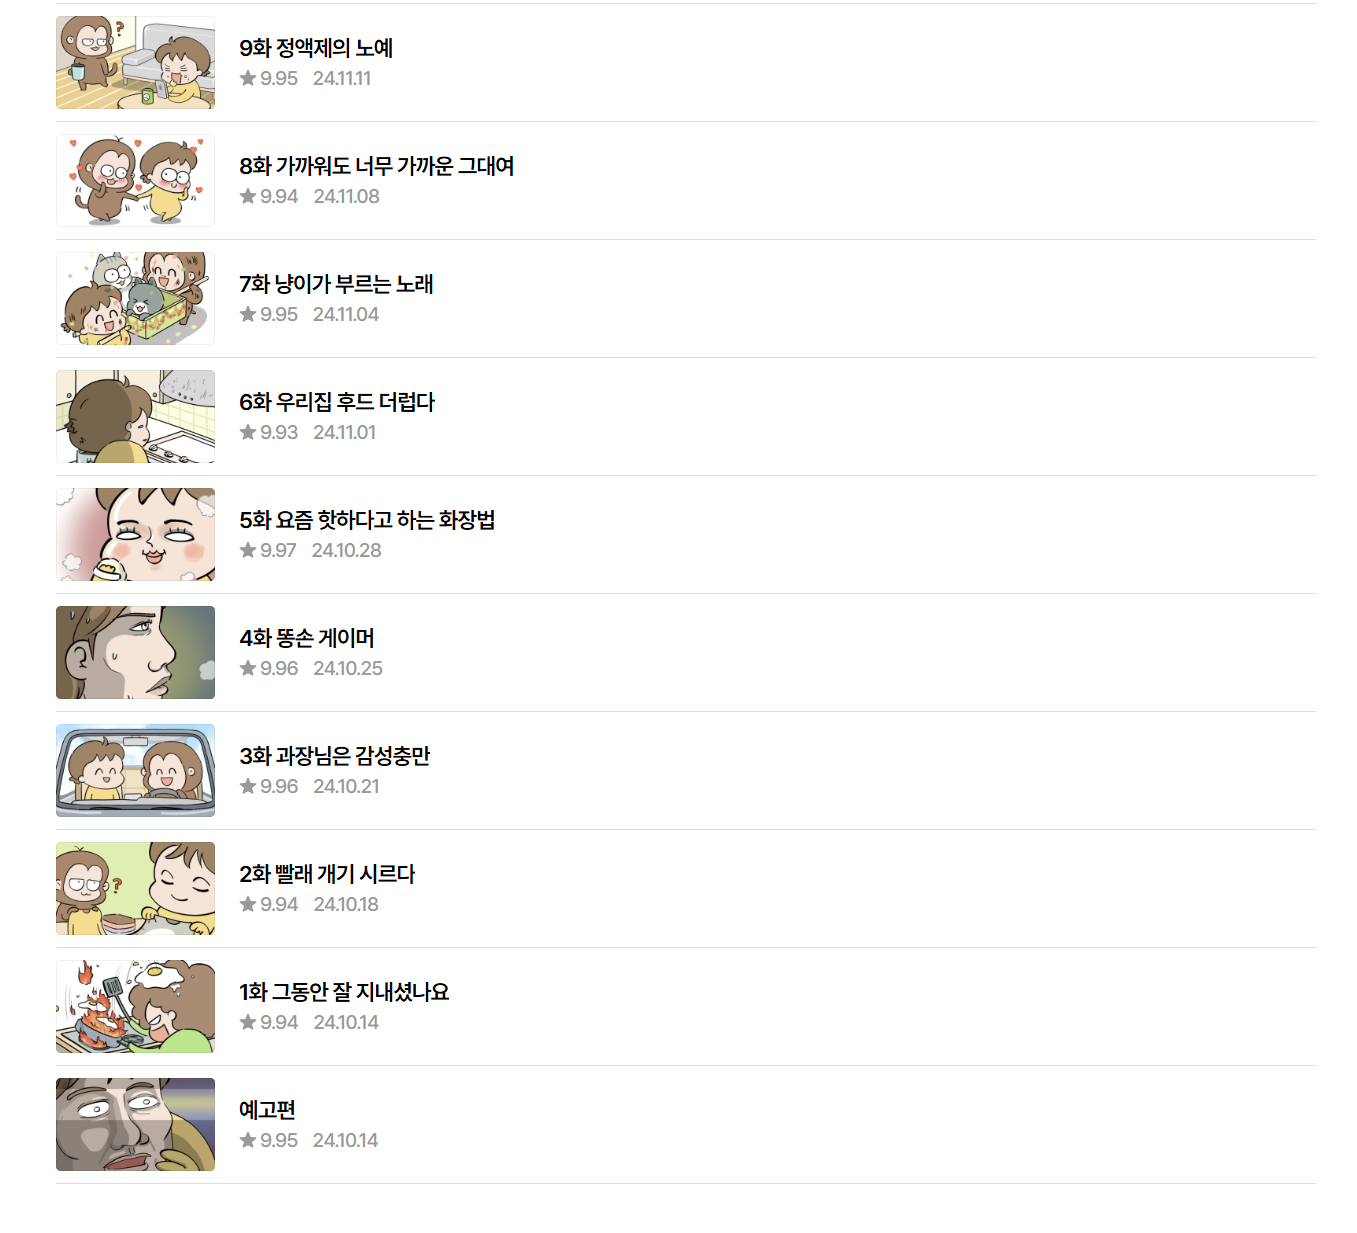 9화 정액제의 노예
★9.95 24.11.11
8화 가까워도 너무 가까운 그대여
★9.94 24.11.08
7화 냥이가 부르는 노래
★9.95 24.11.04
6화 우리집 후드 더럽다
★9.93 24.11.01
5화 요즘 핫하다고 하는 화장법
★9.97 24.10.28
4화 똥손 게이머
★9.96 24.10.25
3화 과장님은 감성충만
★9.96 24.10.21
2화 빨래 개기 시르다
★9.94 24.10.18
1화 그동안 잘 지내셨나요
★9.94 24.10.14
예고편
★9.95 24.10.14